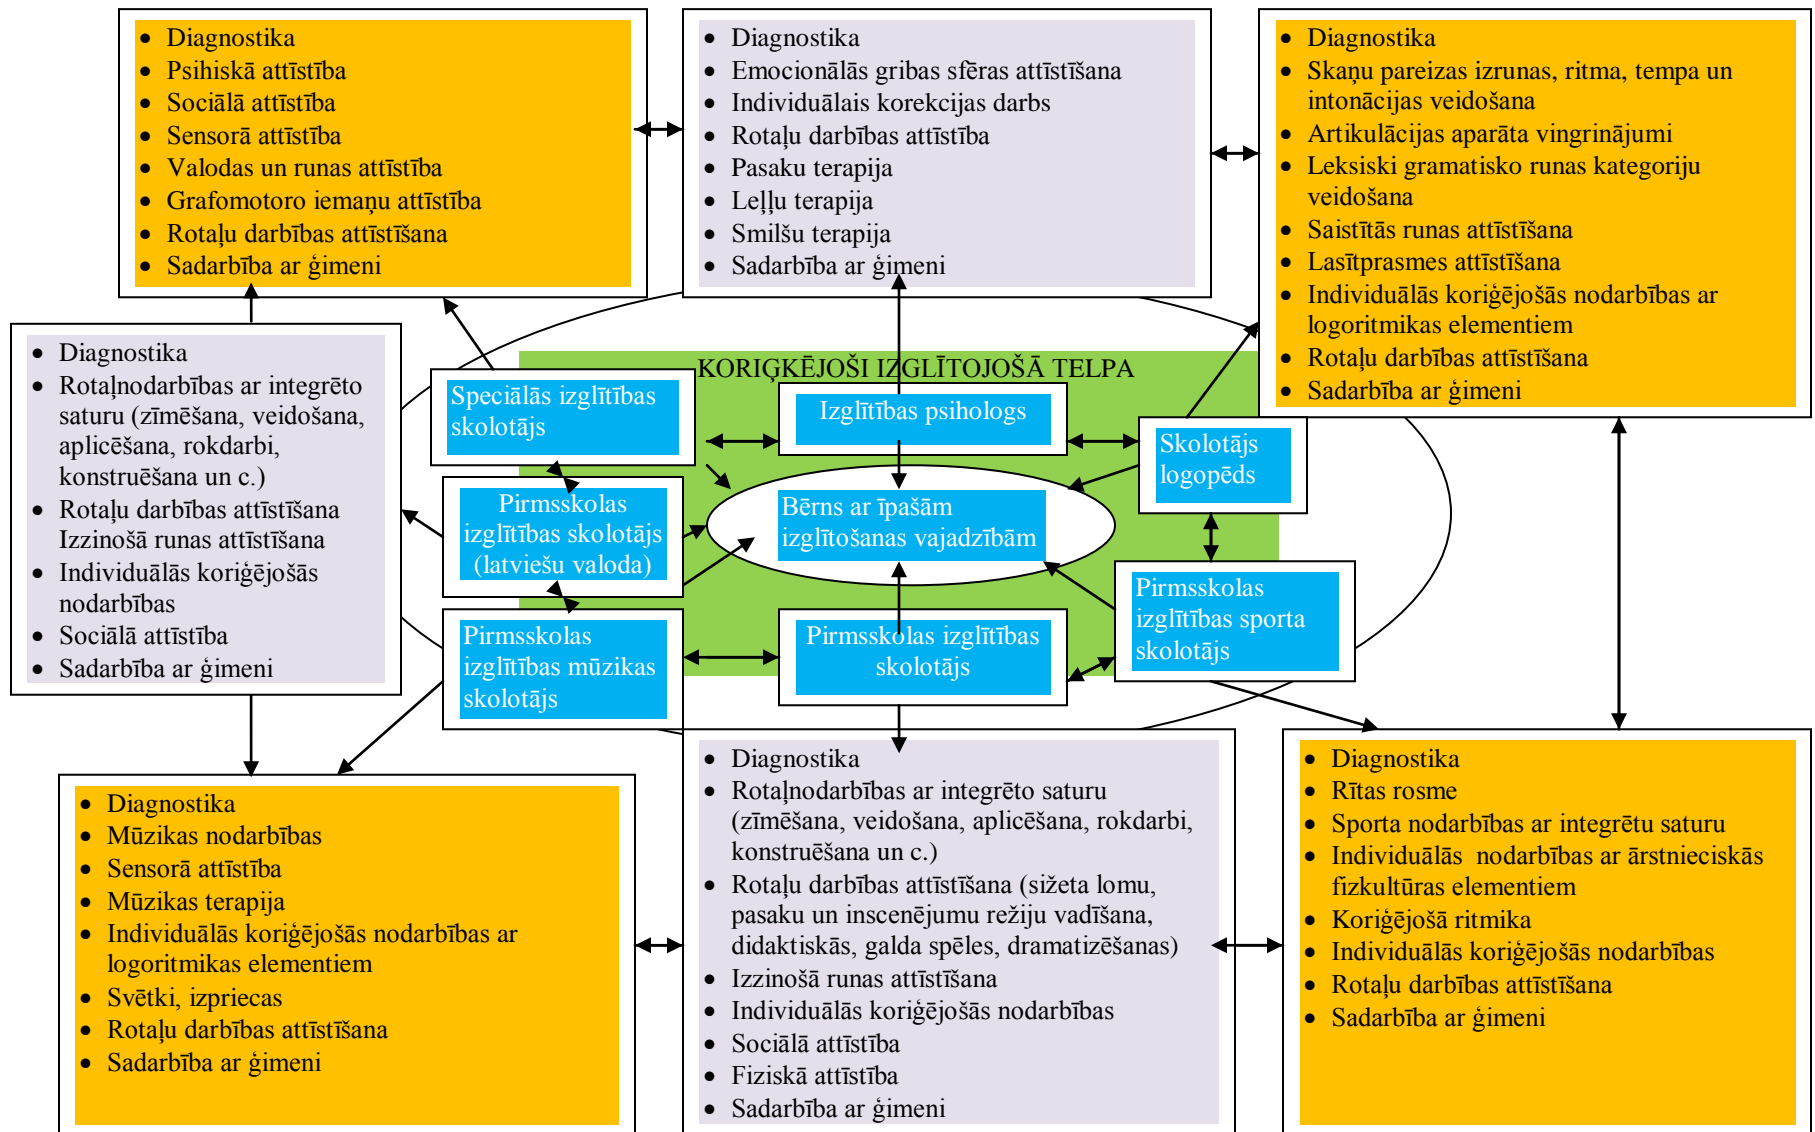 • Diagnostika
• Psihiskā attīstība
• Sociālā attīstība
• Sensorā attīstība
• Valodas un runas attīstība
• Grafomotoro iemaņu attīstība
• Rotaļu darbības attīstīšana
• Sadarbība ar ģimeni
• Diagnostika
• Emocionālās gribas sfēras attīstīšana
• Individuālais korekcijas darbs
• Rotaļu darbības attīstība
• Pasaku terapija
• Leļļu terapija
• Smilšu terapija
• Sadarbība ar ģimeni
• Diagnostika
• Skaņu pareizas izrunas, ritma, tempa un
intonācijas veidošana
• Artikulācijas aparāta vingrinājumi
• Leksiski gramatisko runas kategoriju
veidošana
• Saistītās runas attīstīšana
• Lasītprasmes attīstīšana
• Individuālās koriģējošās nodarbības ar
logoritmikas elementiem
• Rotaļu darbības attīstīšana
• Sadarbība ar ģimeni
• Diagnostika
• Rotaļnodarbības ar integrēto
saturu (zīmēšana, veidošana,
aplicēšana, rokdarbi,
konstruēšana un c.)
• Rotaļu darbības attīstīšana
Izzinošā runas attīstīšana
• Individuālās koriģējošās
nodarbības
• Sociālā attīstība
• Sadarbība ar ģimeni
KORIĢKĒJOŠI IZGLĪTOJOŠĀ TELPA
Speciālās izglītības
skolotājs
Izglītības psihologs
Skolotājs
logopēds
Pirmsskolas
izglītības skolotājs
(latviešu valoda)
Bērns ar īpašām
izglītošanas vajadzībām
Pirmsskolas
izglītības sporta
skolotājs
Pirmsskolas
izglītības mūzikas
skolotājs
Pirmsskolas izglītības
skolotājs
• Diagnostika
• Mūzikas nodarbības
• Sensorā attīstība
• Mūzikas terapija
• Individuālās koriģējošās nodarbības ar
logoritmikas elementiem
• Svētki, izpriecas
• Rotaļu darbības attīstīšana
• Sadarbība ar ģimeni
• Diagnostika
• Rotaļnodarbības ar integrēto saturu
(zīmēšana, veidošana, aplicēšana, rokdarbi,
konstruēšana un c.)
• Rotaļu darbības attīstīšana (sižeta lomu,
pasaku un inscenējumu režiju vadīšana,
didaktiskās, galda spēles, dramatizēšanas)
• Izzinošā runas attīstīšana
• Individuālās koriģējošās nodarbības
• Sociālā attīstība
• Fiziskā attīstība
• Sadarbība ar ģimeni
• Diagnostika
• Rītas rosme
• Sporta nodarbības ar integrētu saturu
• Individuālās nodarbības ar ārstnieciskās
fizkultūras elementiem
• Koriģējošā ritmika
• Individuālās koriģējošās nodarbības
• Rotaļu darbības attīstīšana
• Sadarbība ar ģimeni